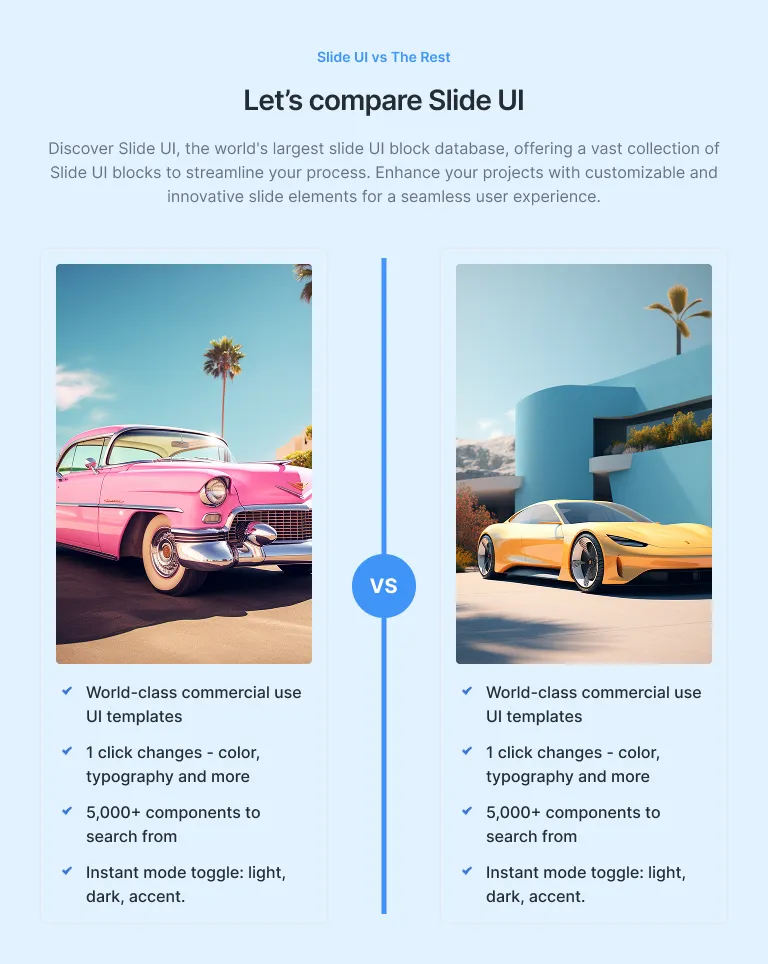 Slide UI vs The Rest
Let’s compare Slide UI
Discover Slide UI, the world's largest slide UI block database, offering a vast collection of
Slide UI blocks to streamline your process. Enhance your projects with customizable and
innovative slide elements for a seamless user experience.
World-class commercial use
UI templates
1 click changes - color,
typography and more
5,000+ components to
search from
Instant mode toggle: light,
dark, accent.
VS
World-class commercial use
UI templates
1 click changes - color,
typography and more
5,000+ components to
search from
Instant mode toggle: light,
dark, accent.